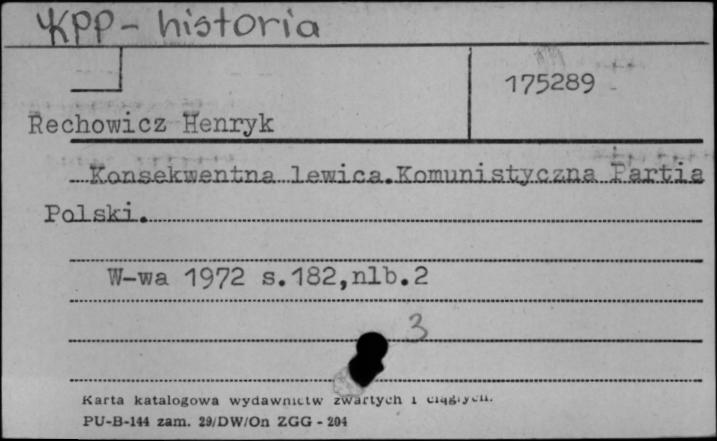 KPP - historia
175289
Rechowicz Henryk
Konsekwentna lewica.Komunistyczna Partia
Polski.
W-wa 1972 s.182,nlb.2
3
Karta katalogowa wydawnictw zwartych i ciągłych.
PU-B-144 zam. 29/DW/On ZGG - 204